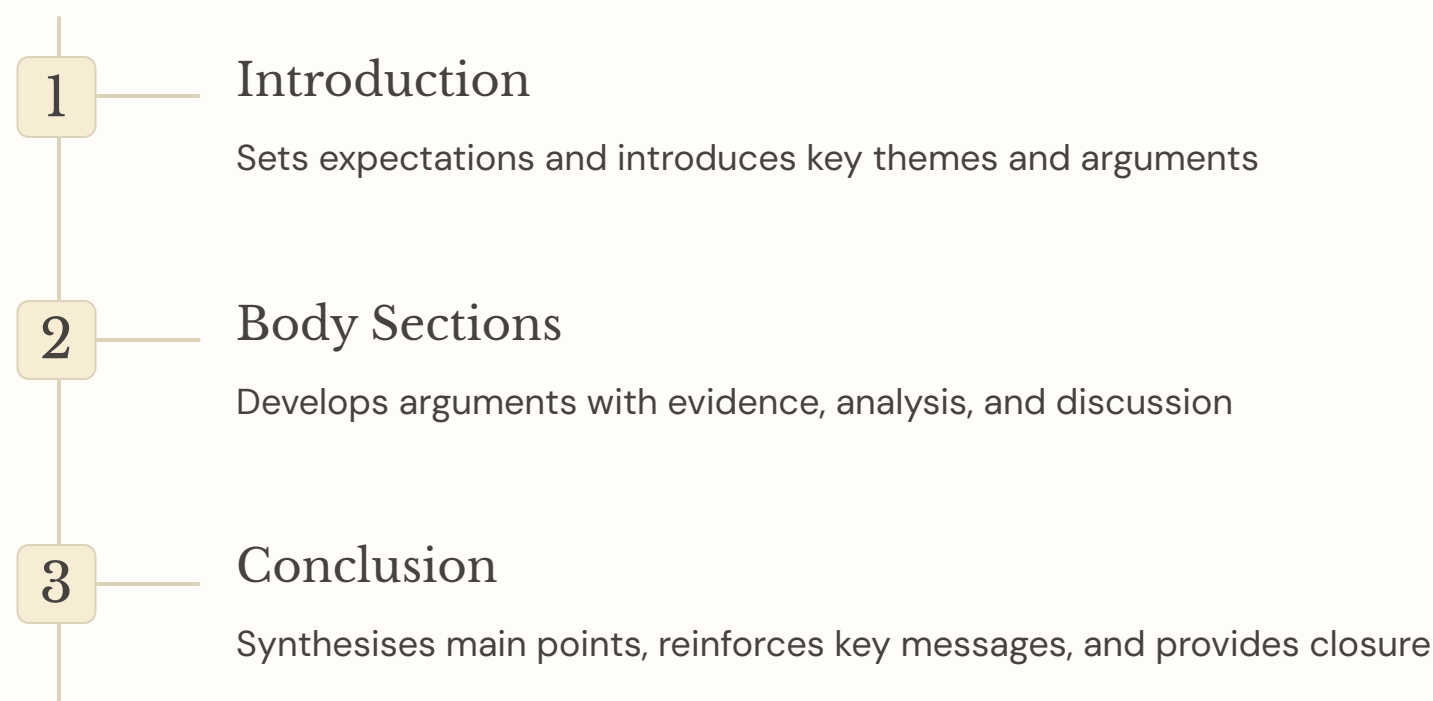 1
Introduction
Sets expectations and introduces key themes and arguments
2
Body Sections
Develops arguments with evidence, analysis, and discussion
3
Conclusion
Synthesises main points, reinforces key messages, and provides closure